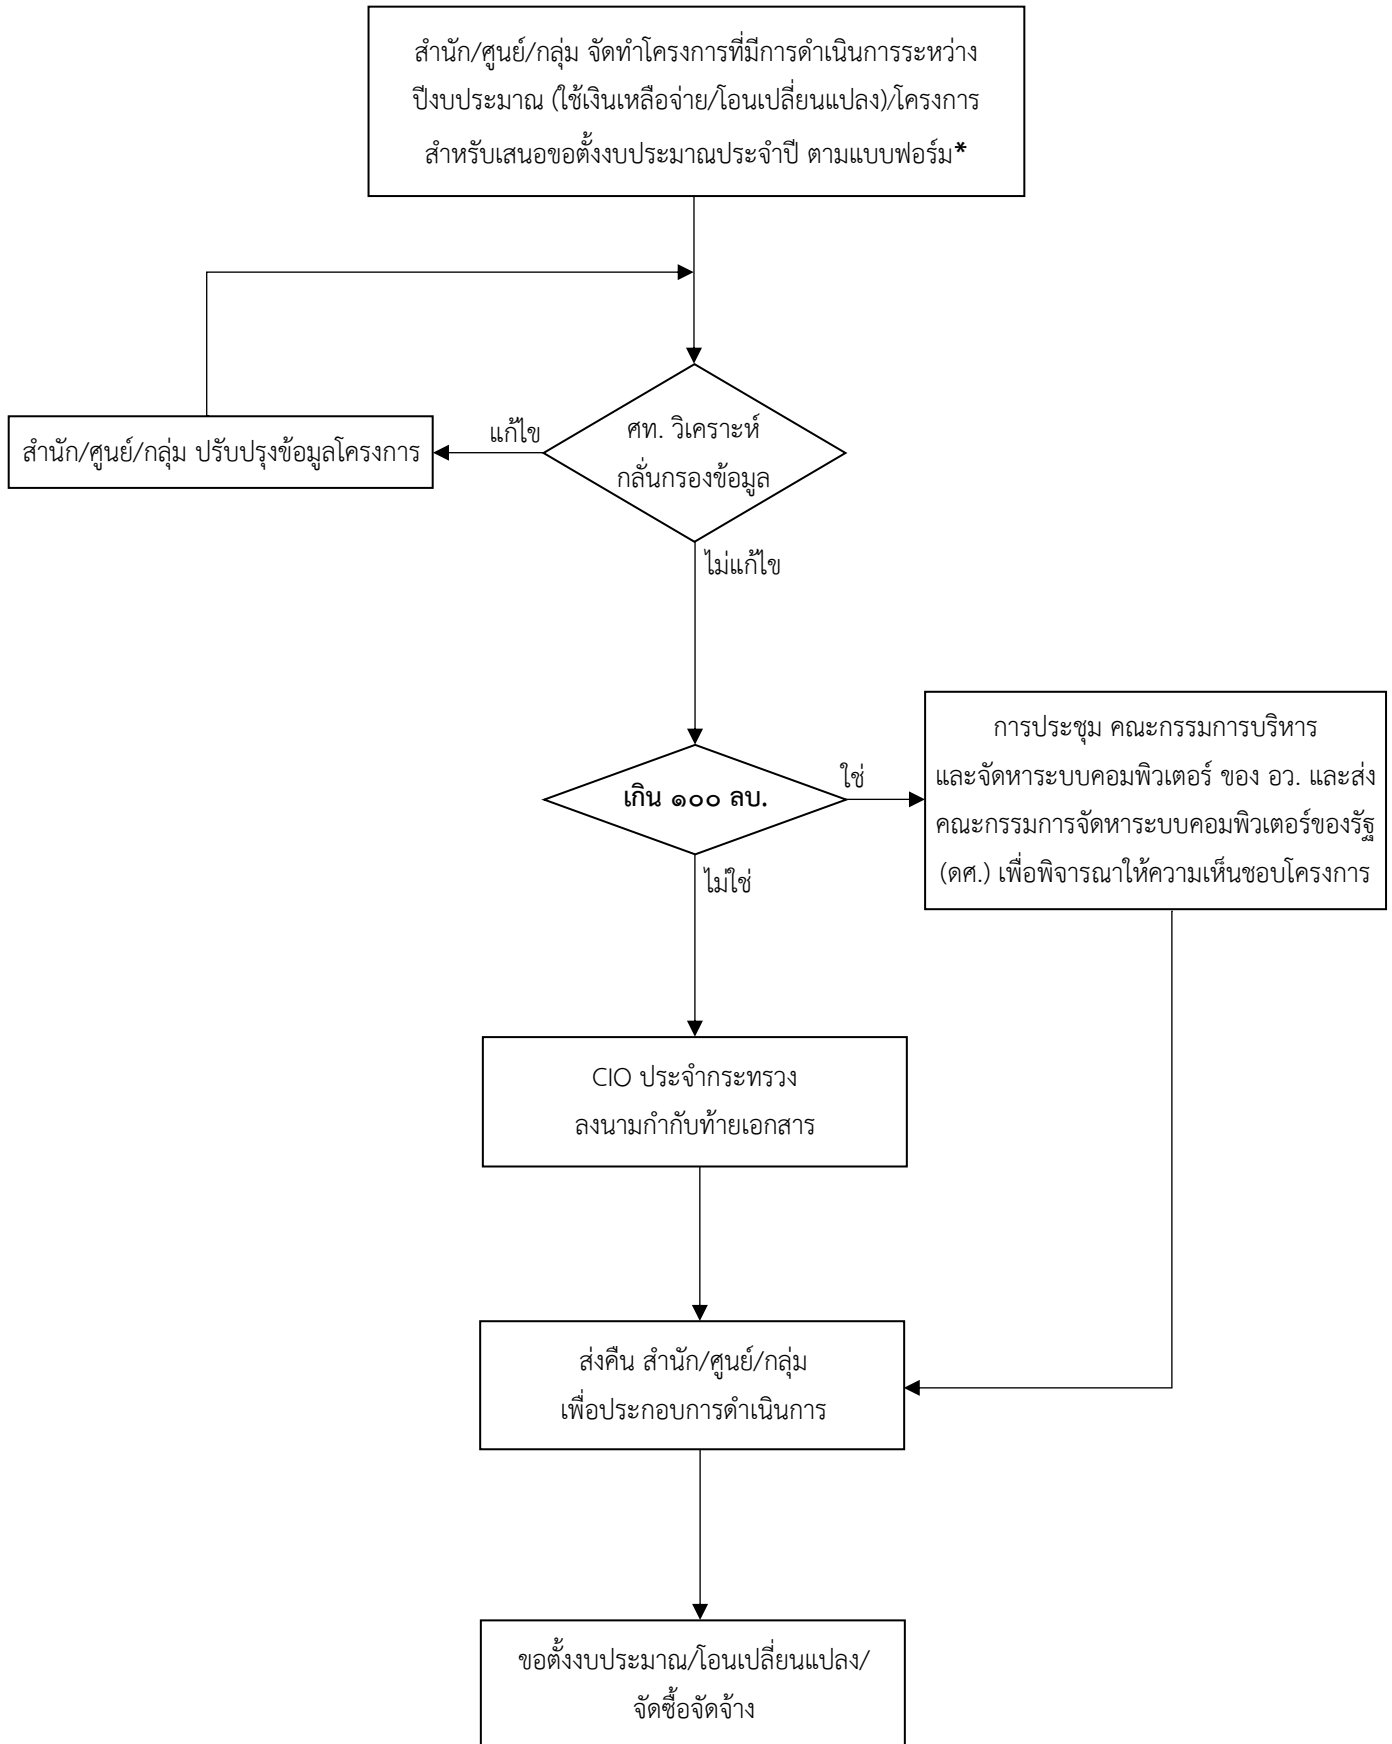 สำนัก/ศูนย์/กลุ่ม จัดทำโครงการที่มีการดำเนินการระหว่าง
ปีงบประมาณ (ใช้เงินเหลือจ่าย/โอนเปลี่ยนแปลง)/โครงการ
สำหรับเสนอขอตั้งงบประมาณประจำปี ตามแบบฟอร์ม*
ศท. วิเคราะห์
กลั่นกรองข้อมูล
แก้ไข
สำนัก/ศูนย์/กลุ่ม ปรับปรุงข้อมูลโครงการ
ไม่แก้ไข
เกิน ๑๐๐ ลบ.
ใช่
การประชุม คณะกรรมการบริหาร
และจัดหาระบบคอมพิวเตอร์ ของ อว. และส่ง
คณะกรรมการจัดหาระบบคอมพิวเตอร์ของรัฐ
(ดศ.) เพื่อพิจารณาให้ความเห็นชอบโครงการ
ไม่ใช่
CIO ประจำกระทรวง
ลงนามกำกับท้ายเอกสาร
ส่งคืน สำนัก/ศูนย์/กลุ่ม
เพื่อประกอบการดำเนินการ
ขอตั้งงบประมาณ/โอนเปลี่ยนแปลง/
จัดซื้อจัดจ้าง